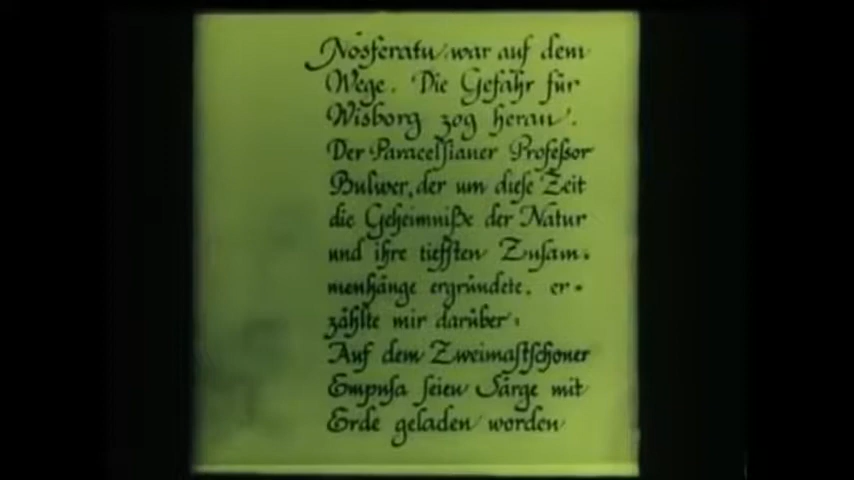 Nosferatu war auf dem
Wege. Die Gefahr für
Wisborg zog heran.
Der Paracelsianer Professor
Bulwer, der um diese Zeit
die Geheimniße der Natur
und ihre tiefsten Zusam-
menhänge ergründete, er-
zählte mir darüber:
Auf dem Zweimastschoner
Empusa seien Särge mit
Erde geladen worden